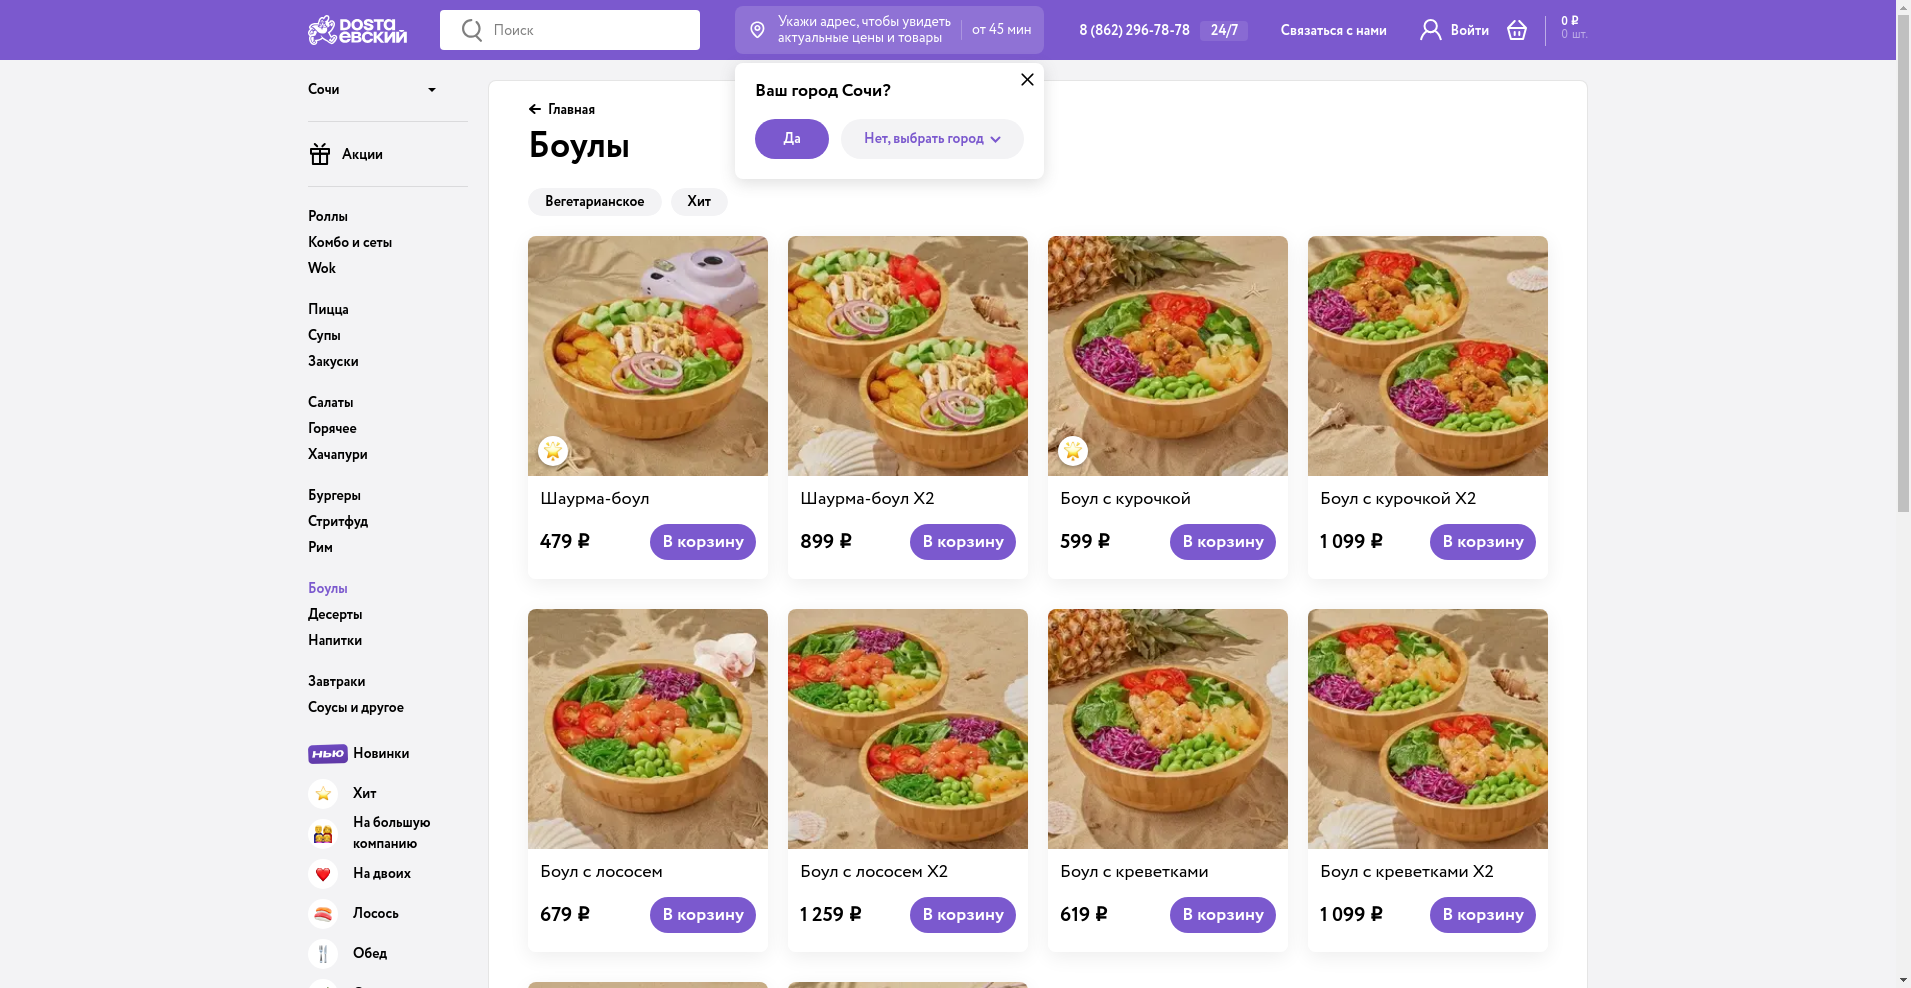 Dostaевский
Поиск
Укажи адрес, чтобы увидеть
актуальные цены и товары
от 45 мин
8 (862) 296-78-78
24/7
Связаться с нами
Войти
0 ₽
0 шт.
Ваш город Сочи?
Да
Нет, выбрать город
Сочи
Акции
Роллы
Комбо и сеты
Wok
Пицца
Супы
Закуски
Салаты
Горячее
Хачапури
Бургеры
Стритфуд
Рим
Боулы
Десерты
Напитки
Завтраки
Соусы и другое
нью Новинки
Хит
На большую
компанию
На двоих
Лосось
Обед
Главная
Боулы
Вегетарианское
Хит
Шаурма-боул
479 ₽
В корзину
Шаурма-боул X2
899 ₽
В корзину
Боул с курочкой
599 ₽
В корзину
Боул с курочкой X2
1 099 ₽
В корзину
Боул с лососем
679 ₽
В корзину
Боул с лососем X2
1 259 ₽
В корзину
Боул с креветками
619 ₽
В корзину
Боул с креветками X2
1 099 ₽
В корзину